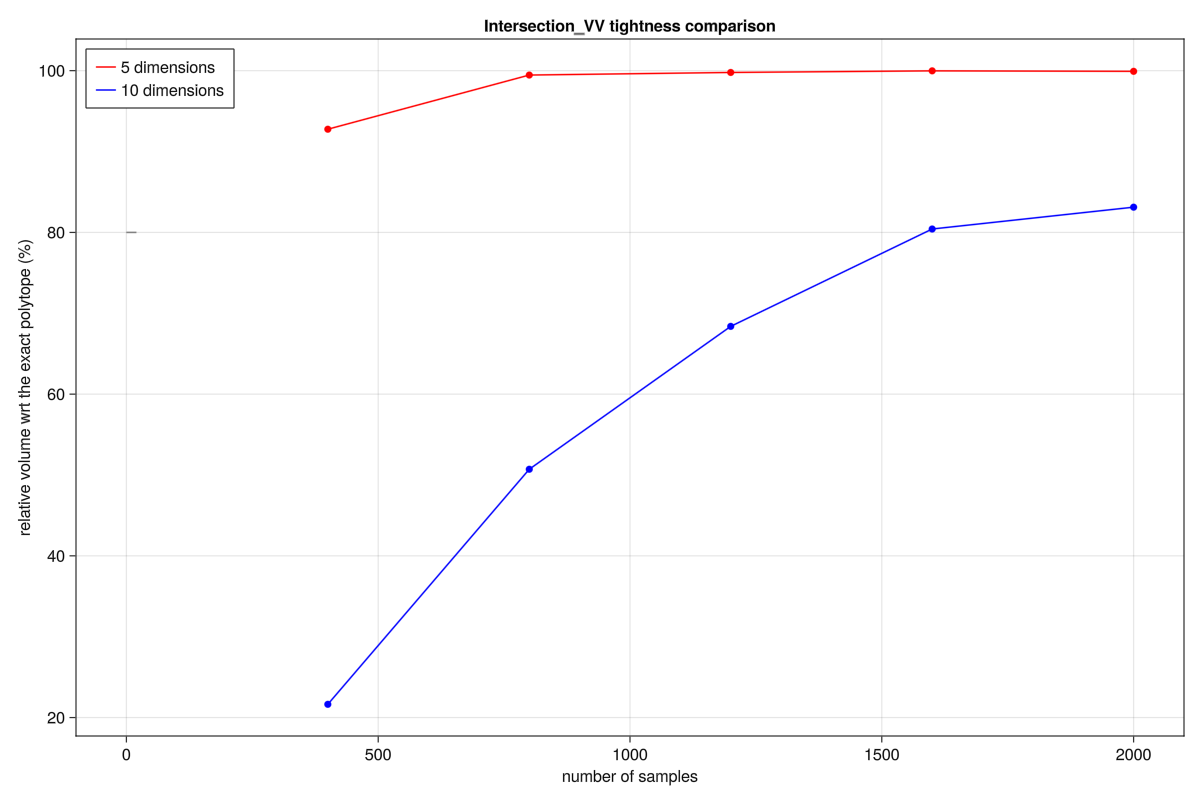 Intersection_VV tightness comparison
5 dimensions
10 dimensions
relative volume wrt the exact polytope (%)
100
80
60
40
20
0 500 1000 1500 2000
number of samples